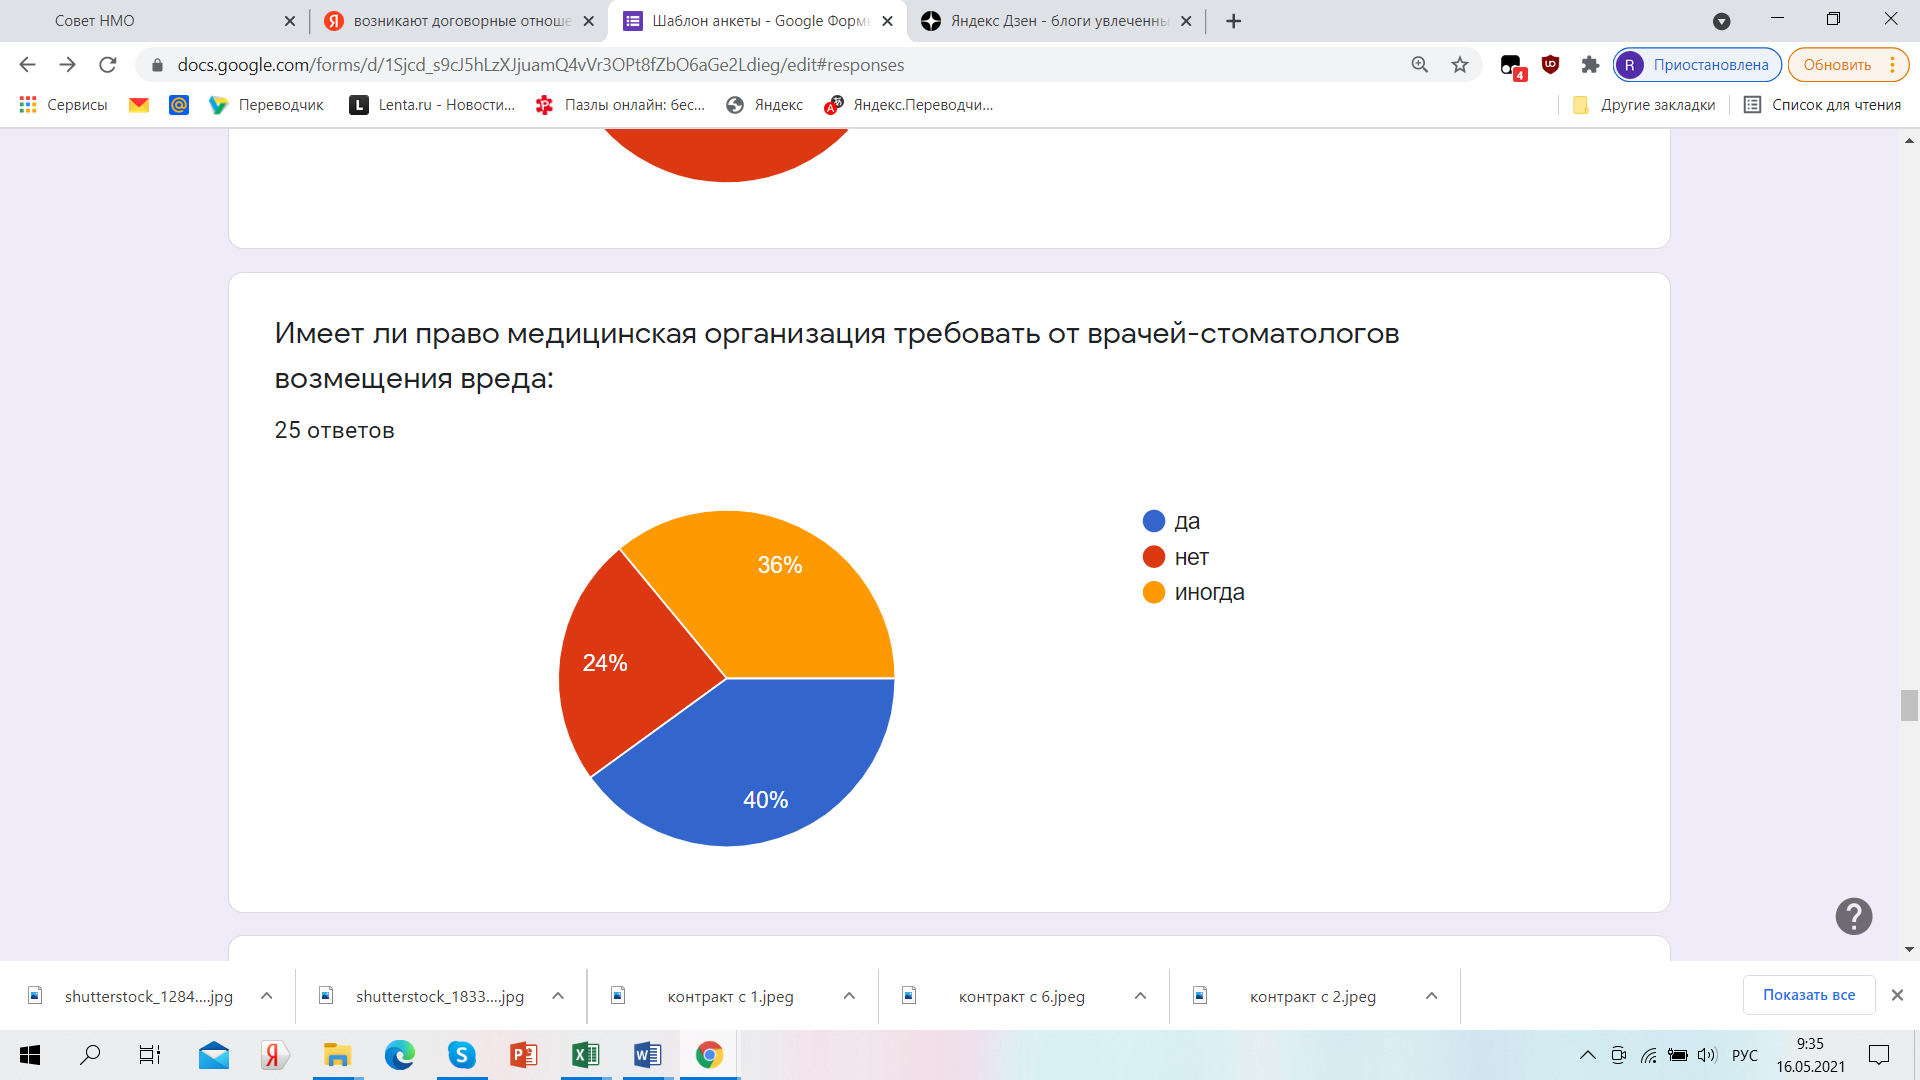 Совет НМО
возникают договорные отноше
Шаблон анкеты - Google Форм
Яндекс Дзен - блоги увлеченны
docs.google.com/forms/d/1Sjcd_s9cJ5hLzXJjuamQ4vVr3OPt8fZbO6aGe2Ldieg/edit#responses
4
R Приостановлена
Обновить
Сервисы
Переводчик
L Lenta.ru - Новости...
Пазлы онлайн: бес...
Яндекс
Яндекс.Переводчи...
Другие закладки
Список для чтения
Имеет ли право медицинская организация требовать от врачей-стоматологов
возмещения вреда:
25 ответов
36%
24%
40%
да
нет
иногда
shutterstock_1284....jpg
shutterstock_1833....jpg
контракт с 1.jpeg
контракт с 6.jpeg
контракт с 2.jpeg
Показать все
РУС
9:35
16.05.2021